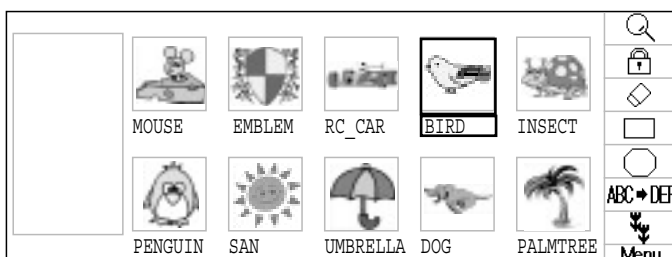 MOUSE EMBLEM RC_CAR BIRD INSECT
PENGUIN SAN UMBRELLA DOG PALMTREE
ABC➡DEF
Menu